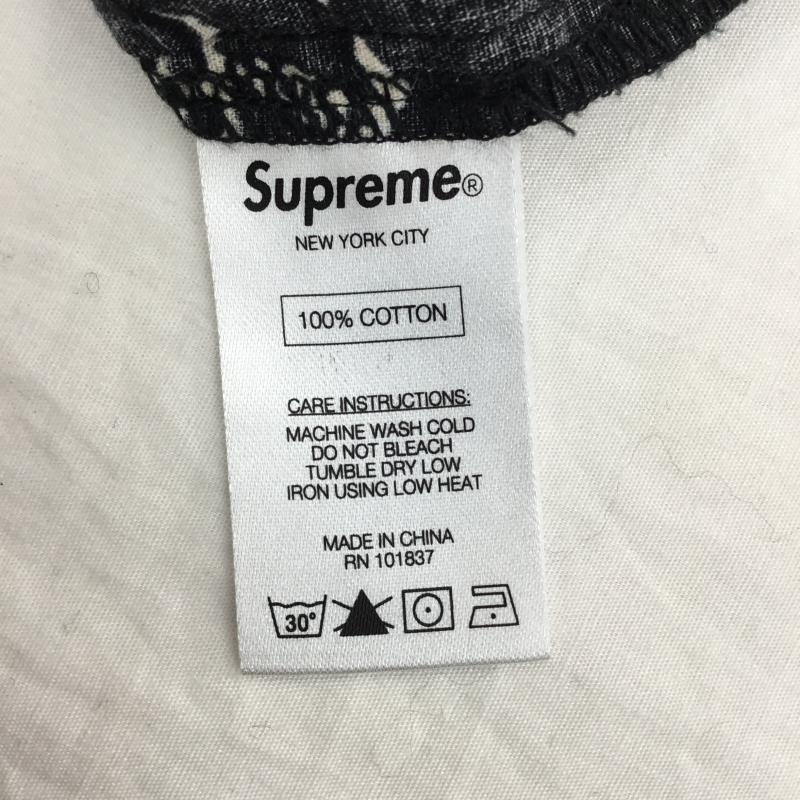 Supreme®
NEW YORK CITY
100% COTTON
CARE INSTRUCTIONS:
MACHINE WASH COLD
DO NOT BLEACH
TUMBLE DRY LOW
IRON USING LOW HEAT
MADE IN CHINA
RN 101837
30°